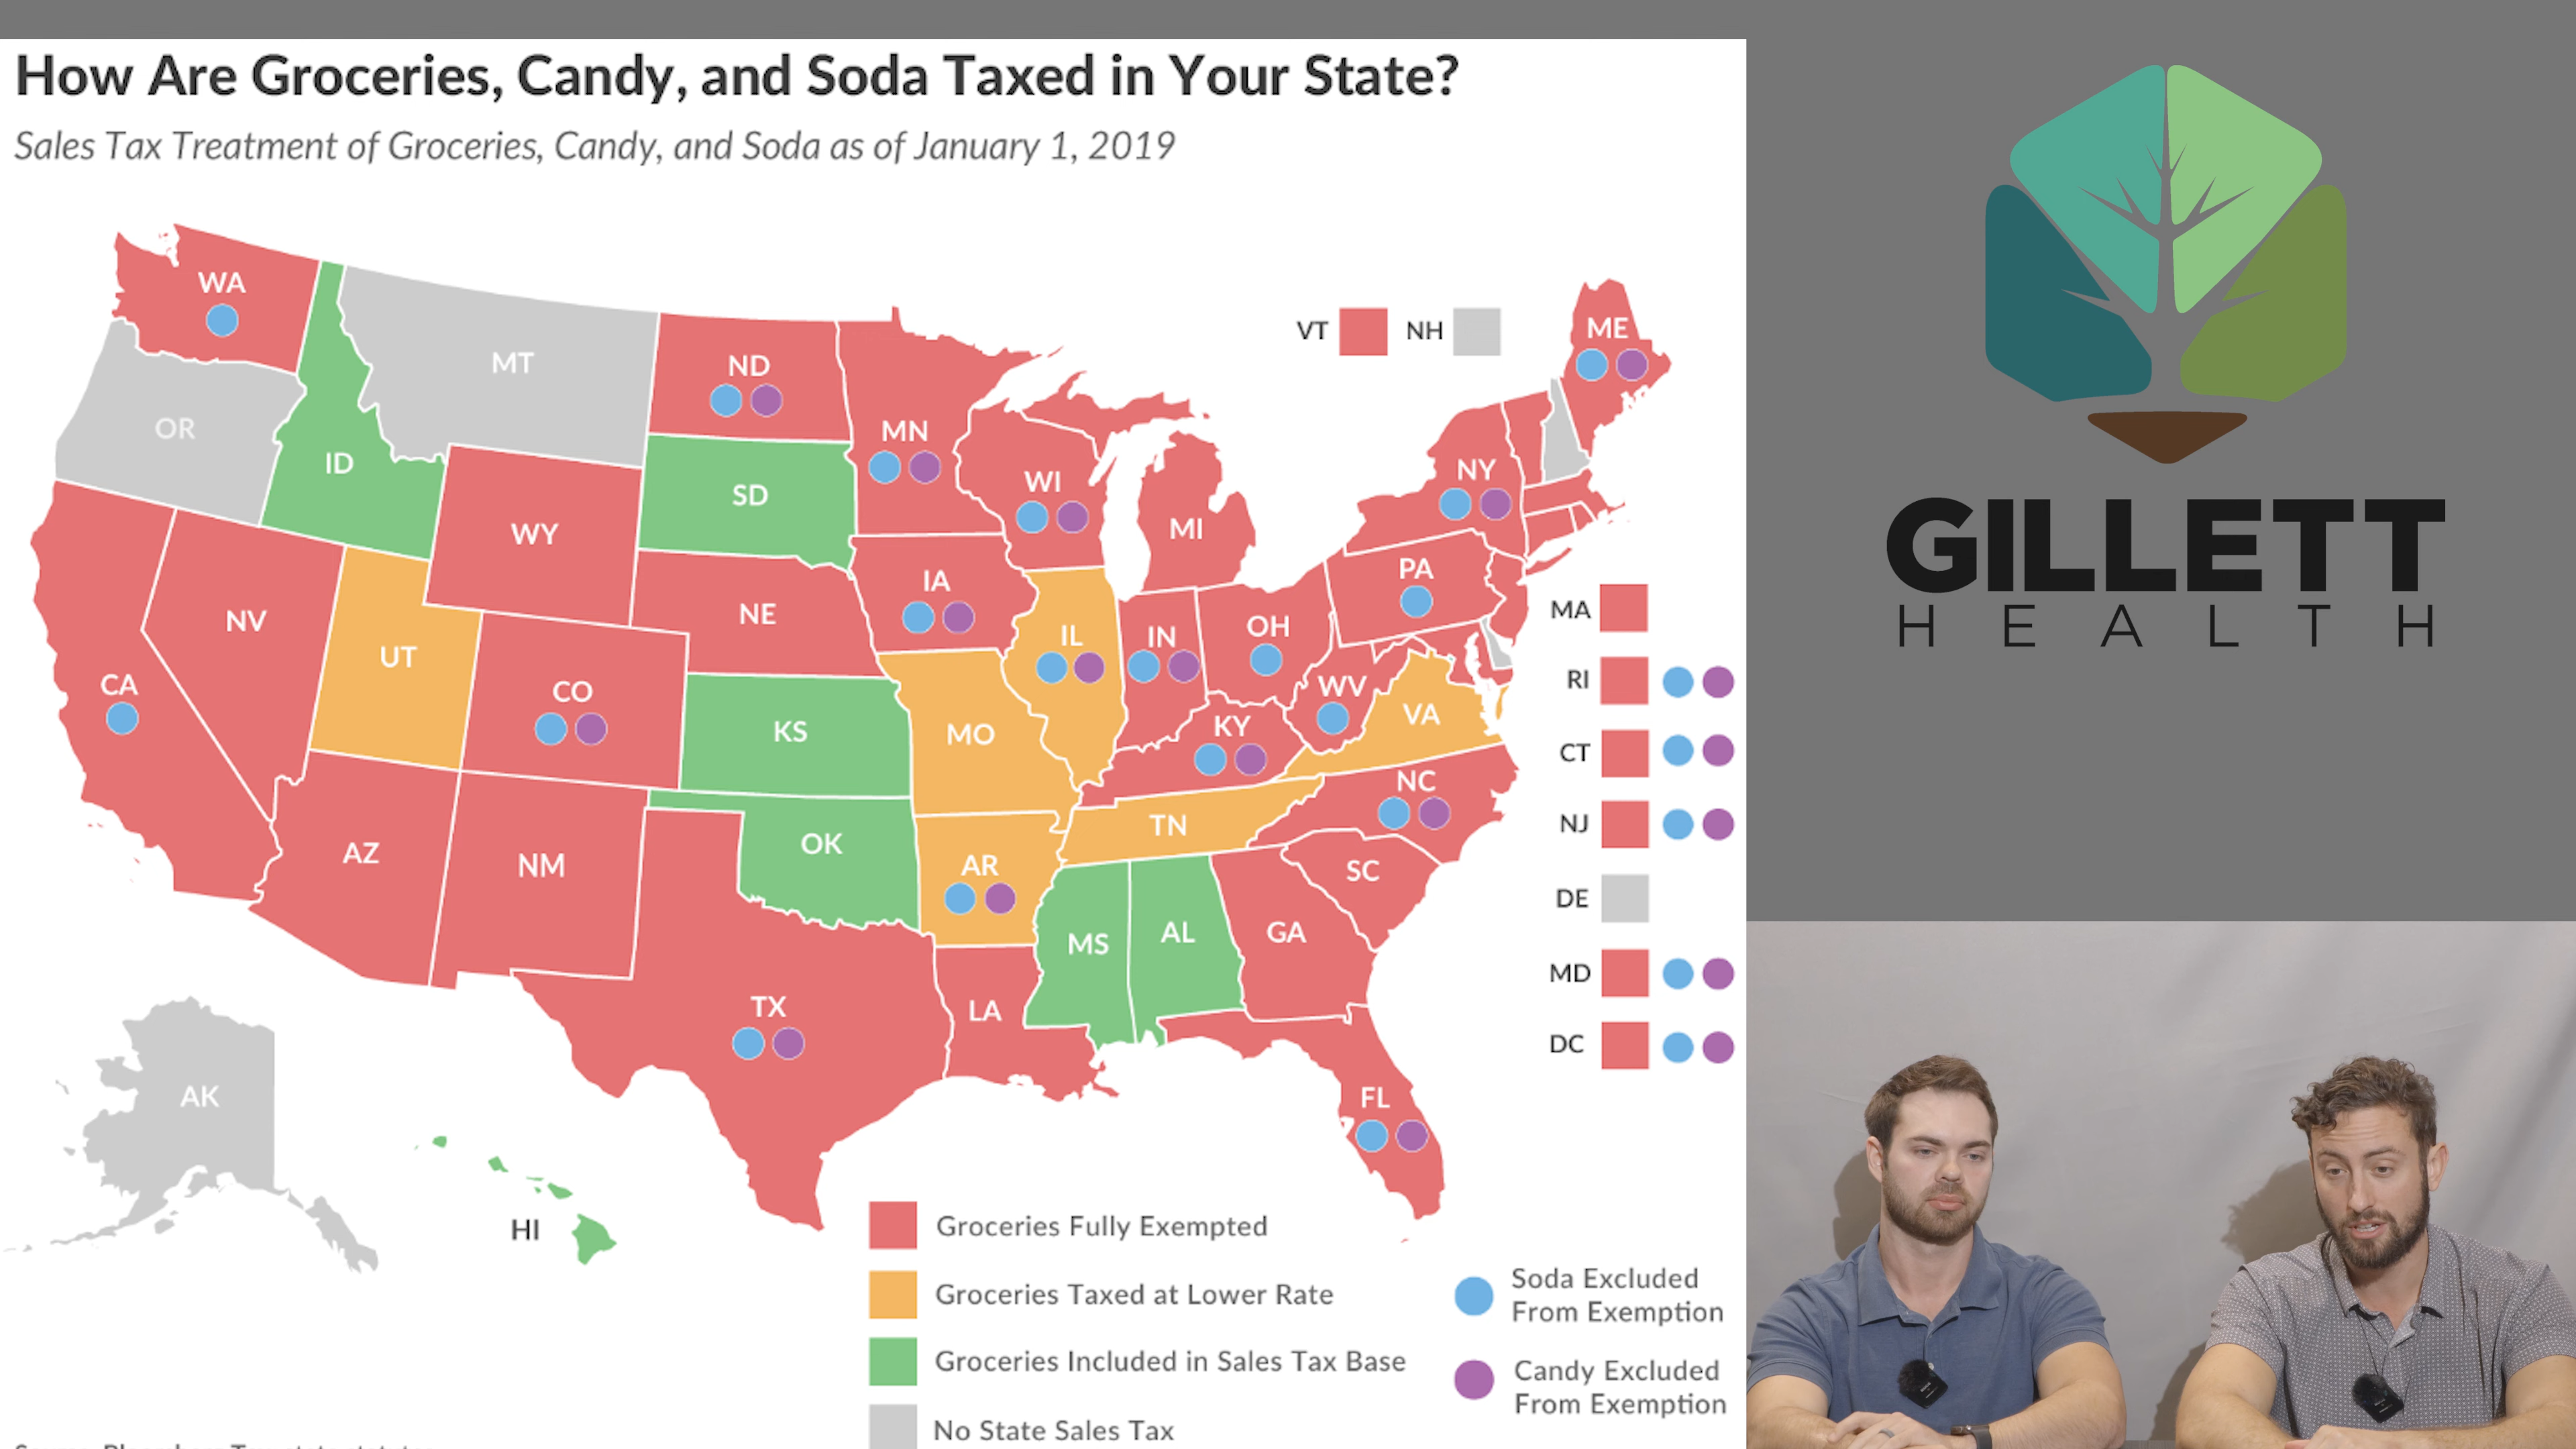 How Are Groceries, Candy, and Soda Taxed in Your State?
Sales Tax Treatment of Groceries, Candy, and Soda as of January 1, 2019
WA
MT
ND
MN
VT
NH
ME
OR
ID
SD
WI
NY
WY
MI
IA
PA
NV
NE
MA
UT
IL
IN
OH
CA
CO
RI
WV
KS
MO
KY
VA
CT
NC
AZ
NM
OK
TN
NJ
AR
SC
MS
AL
GA
DE
TX
LA
MD
DC
AK
FL
HI
Groceries Fully Exempted
Groceries Taxed at Lower Rate
Groceries Included in Sales Tax Base
No State Sales Tax
Soda Excluded
From Exemption
Candy Excluded
From Exemption
GILLETT
HEALTH